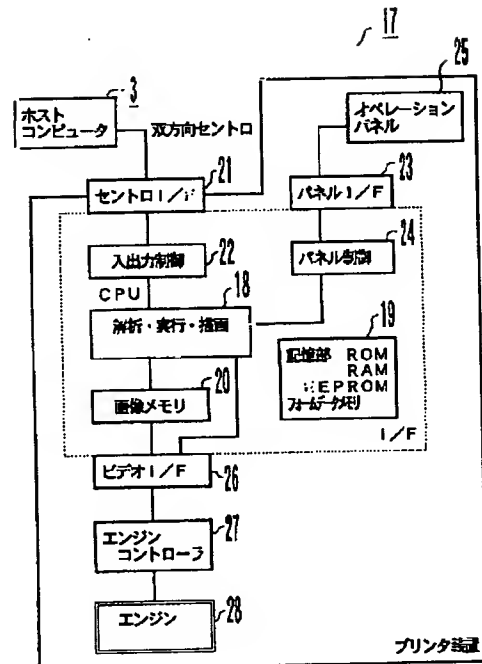 17
3
25
ホスト
コンピュータ
双方向セントロ
オペレーション
パネル
21
23
セントロI/F
パネルI/F
22
24
入出力制御
パネル制御
CPU
18
解析・実行・描画
19
記憶部 ROM
RAM
EEPROM
フォームデータメモリ
20
画像メモリ
I/F
ビデオI/F
26
27
エンジン
コントローラ
エンジン
28
プリンタ装置